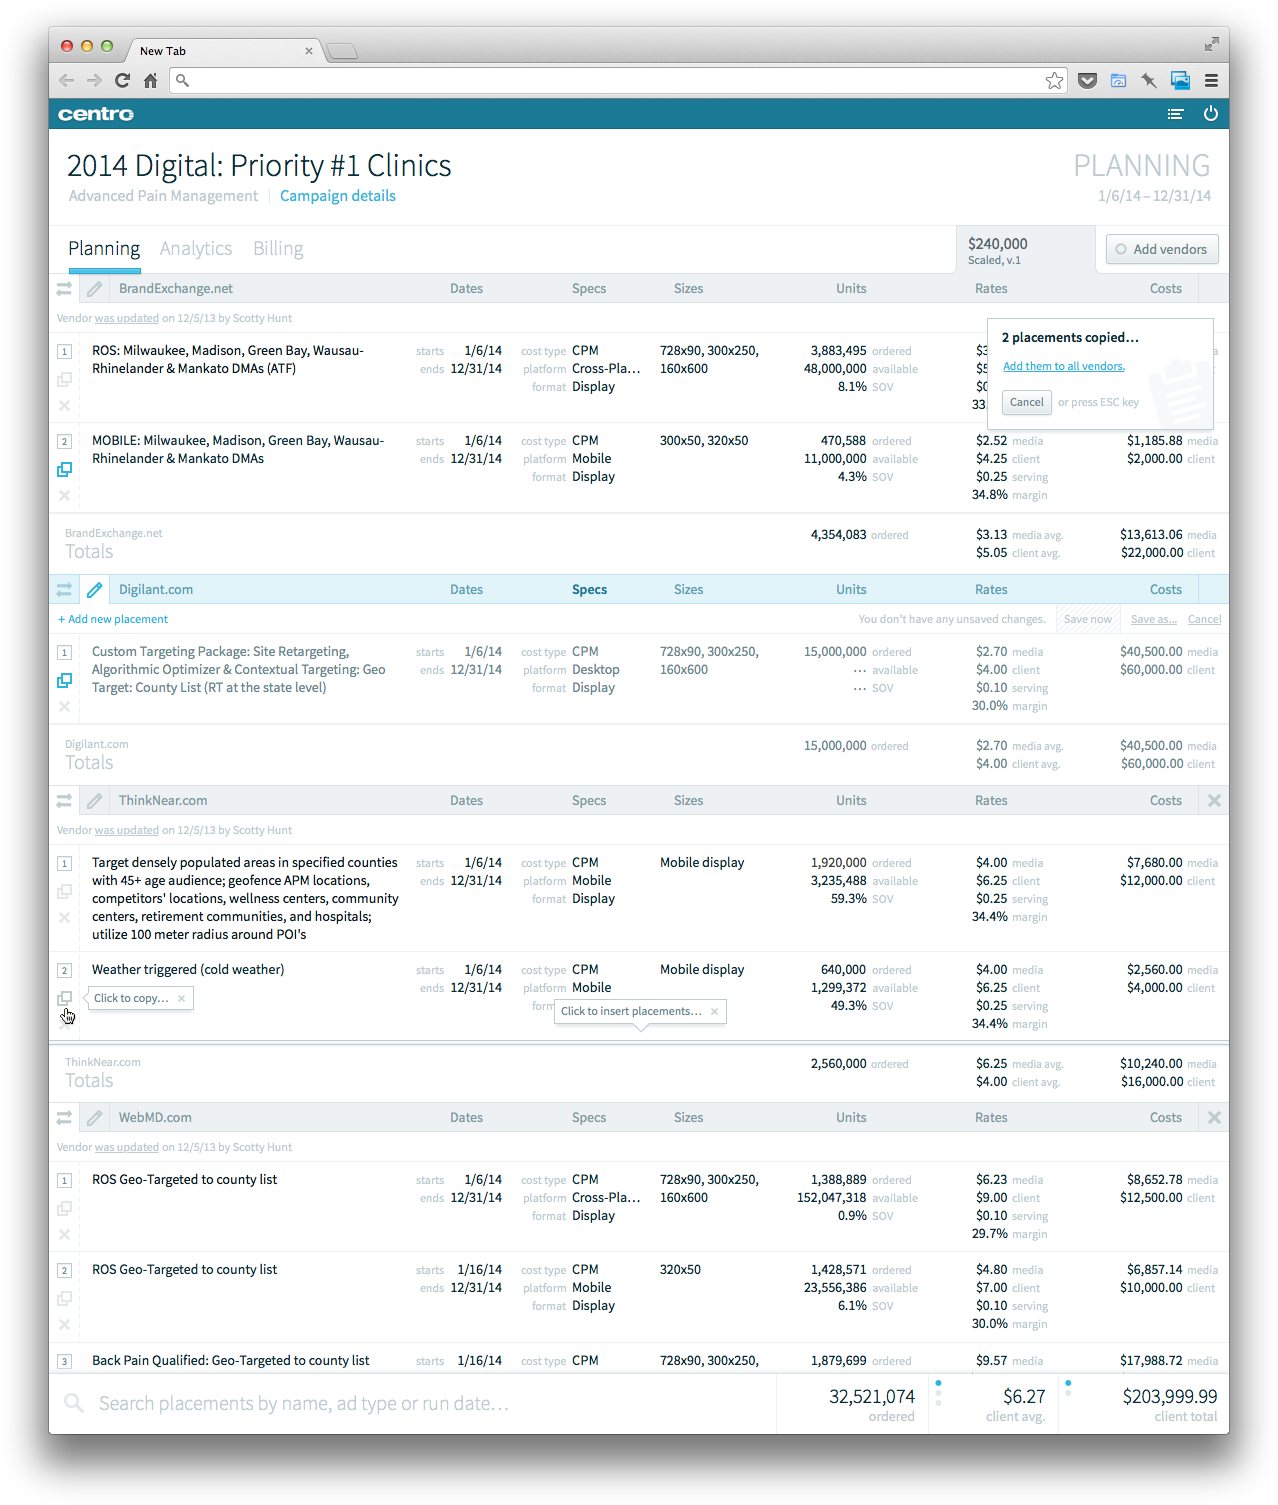 New Tab
centro
2014 Digital: Priority #1 Clinics
PLANNING
Advanced Pain Management Campaign details
1/6/14 – 12/31/14
Planning Analytics Billing
$240,000
Scaled, v.1
Add vendors
BrandExchange.net Dates Specs Sizes Units Rates Costs
Vendor was updated on 12/5/13 by Scotty Hunt
2 placements copied...
Add them to all vendors.
Cancel or press ESC key
1 ROS: Milwaukee, Madison, Green Bay, Wausau- starts 1/6/14 cost type CPM 728x90, 300x250, 3,883,495 ordered
Rhinelander & Mankato DMAs (ATF) ends 12/31/14 platform Cross-Pla... 160x600 48,000,000 available
format Display 8.1% SOV
2 MOBILE: Milwaukee, Madison, Green Bay, Wausau- starts 1/6/14 cost type CPM 300x50, 320x50 470,588 ordered $2.52 media $1,185.88 media
Rhinelander & Mankato DMAs ends 12/31/14 platform Mobile 11,000,000 available $4.25 client $2,000.00 client
format Display 4.3% SOV $0.25 serving
34.8% margin
BrandExchange.net 4,354,083 ordered $3.13 media avg. $13,613.06 media
Totals $5.05 client avg. $22,000.00 client
Digilant.com Dates Specs Sizes Units Rates Costs
+ Add new placement You don't have any unsaved changes. Save now Save as... Cancel
1 Custom Targeting Package: Site Retargeting, starts 1/6/14 cost type CPM 728x90, 300x250, 15,000,000 ordered $2.70 media $40,500.00 media
Algorithmic Optimizer & Contextual Targeting: Geo ends 12/31/14 platform Desktop 160x600 ... available $4.00 client $60,000.00 client
Target: County List (RT at the state level) format Display ... SOV $0.10 serving
30.0% margin
Digilant.com 15,000,000 ordered $2.70 media avg. $40,500.00 media
Totals $4.00 client avg. $60,000.00 client
ThinkNear.com Dates Specs Sizes Units Rates Costs
Vendor was updated on 12/5/13 by Scotty Hunt
1 Target densely populated areas in specified counties starts 1/6/14 cost type CPM Mobile display 1,920,000 ordered $4.00 media $7,680.00 media
with 45+ age audience; geofence APM locations, ends 12/31/14 platform Mobile 3,235,488 available $6.25 client $12,000.00 client
competitors' locations, wellness centers, community format Display 59.3% SOV $0.25 serving
centers, retirement communities, and hospitals; 34.4% margin
utilize 100 meter radius around POI's
2 Weather triggered (cold weather) starts 1/6/14 cost type CPM Mobile display 640,000 ordered $4.00 media $2,560.00 media
ends 12/31/14 platform Mobile 1,299,372 available $6.25 client $4,000.00 client
Click to copy... 49.3% SOV $0.25 serving
Click to insert placements...
34.4% margin
ThinkNear.com 2,560,000 ordered $6.25 media avg. $10,240.00 media
Totals $4.00 client avg. $16,000.00 client
WebMD.com Dates Specs Sizes Units Rates Costs
Vendor was updated on 12/5/13 by Scotty Hunt
1 ROS Geo-Targeted to county list starts 1/6/14 cost type CPM 728x90, 300x250, 1,388,889 ordered $6.23 media $8,652.78 media
ends 12/31/14 platform Cross-Pla... 160x600 152,047,318 available $9.00 client $12,500.00 client
format Display 0.9% SOV $0.10 serving
29.7% margin
2 ROS Geo-Targeted to county list starts 1/16/14 cost type CPM 320x50 1,428,571 ordered $4.80 media $6,857.14 media
ends 12/31/14 platform Mobile 23,556,386 available $7.00 client $10,000.00 client
format Display 6.1% SOV $0.10 serving
30.0% margin
3 Back Pain Qualified: Geo-Targeted to county list starts 1/16/14 cost type CPM 728x90, 300x250, 1,879,699 ordered $9.57 media $17,988.72 media
Search placements by name, ad type or run date... 32,521,074 $6.27 $203,999.99
ordered client avg. client total